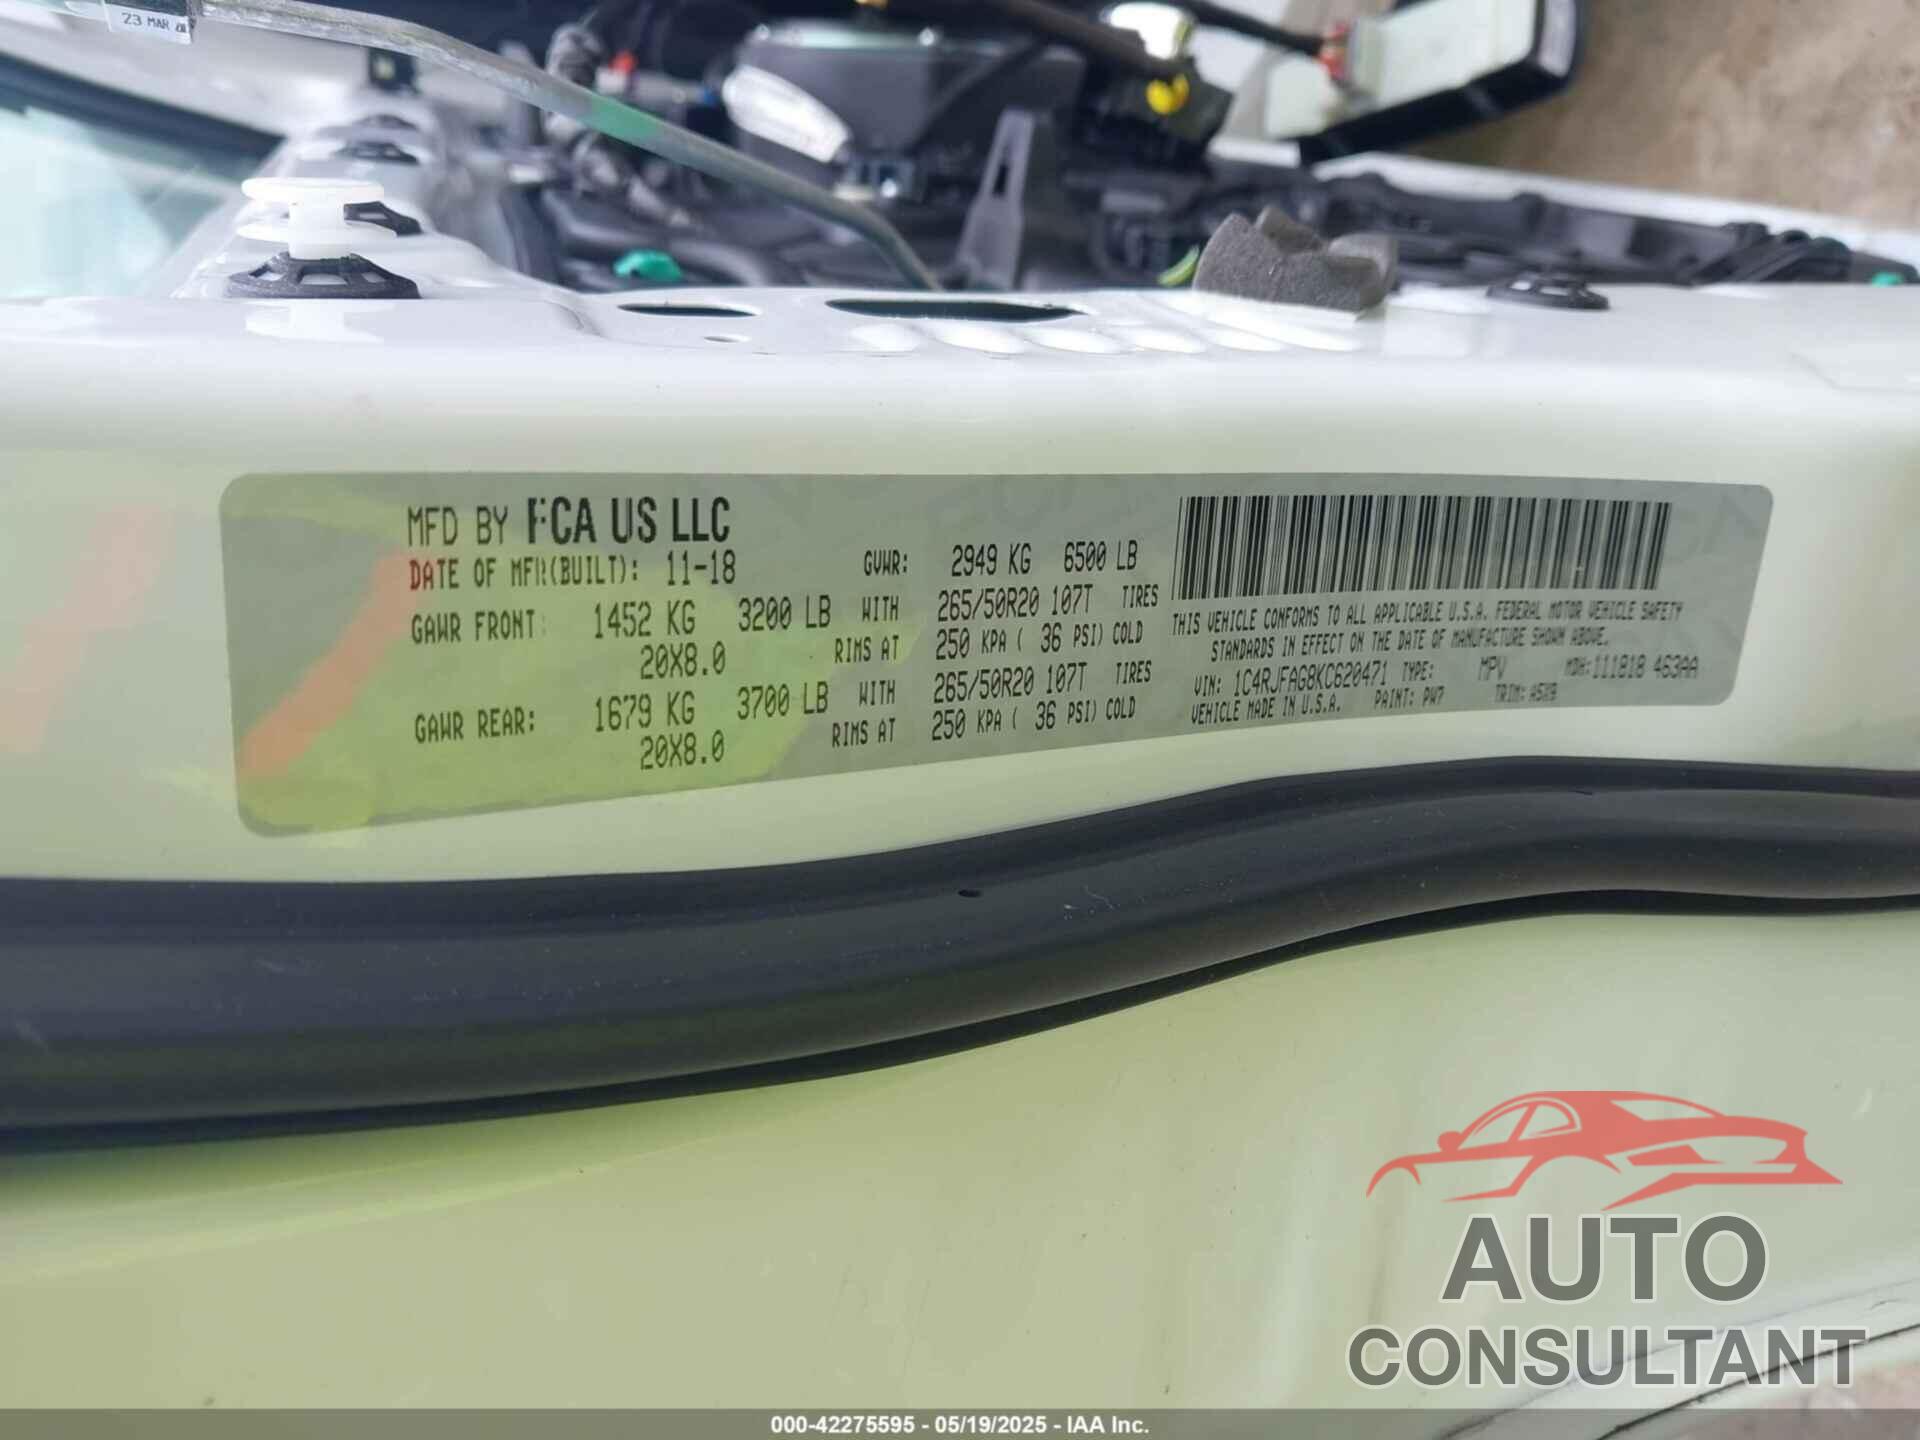 23 MAR
MFD BY FCA US LLC
DATE OF MFR(BUILT): 11-18
GVWR: 2949 KG 6500 LB
GAWR FRONT: 1452 KG 3200 LB WITH 265/50R20 107T TIRES
20X8.0 RIMS AT 250 KPA ( 36 PSI) COLD
GAWR REAR: 1679 KG 3700 LB WITH 265/50R20 107T TIRES
20X8.0 RIMS AT 250 KPA ( 36 PSI) COLD
THIS VEHICLE CONFORMS TO ALL APPLICABLE U.S.A. FEDERAL MOTOR VEHICLE SAFETY
STANDARDS IN EFFECT ON THE DATE OF MANUFACTURE SHOWN ABOVE.
VIN: 1C4RJFAG8KC620471 TYPE: MPV MDH:111818 463AA
VEHICLE MADE IN U.S.A. PAINT: PW7 TRIM: A5X9
AUTO
CONSULTANT
000-42275595 - 05/19/2025 - IAA Inc.